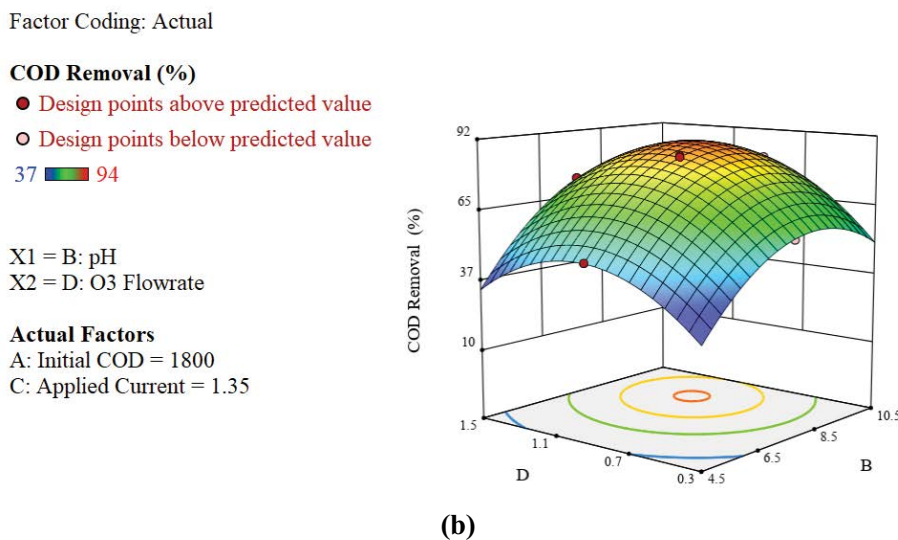 Factor Coding: Actual
COD Removal (%)
Design points above predicted value
Design points below predicted value
37 94
X1 = B: pH
X2 = D: O3 Flowrate
Actual Factors
A: Initial COD = 1800
C: Applied Current = 1.35
COD Removal (%)
92
65
37
10
1.5
1.1
0.7
0.3
D
4.5
6.5
8.5
10.5
B
(b)